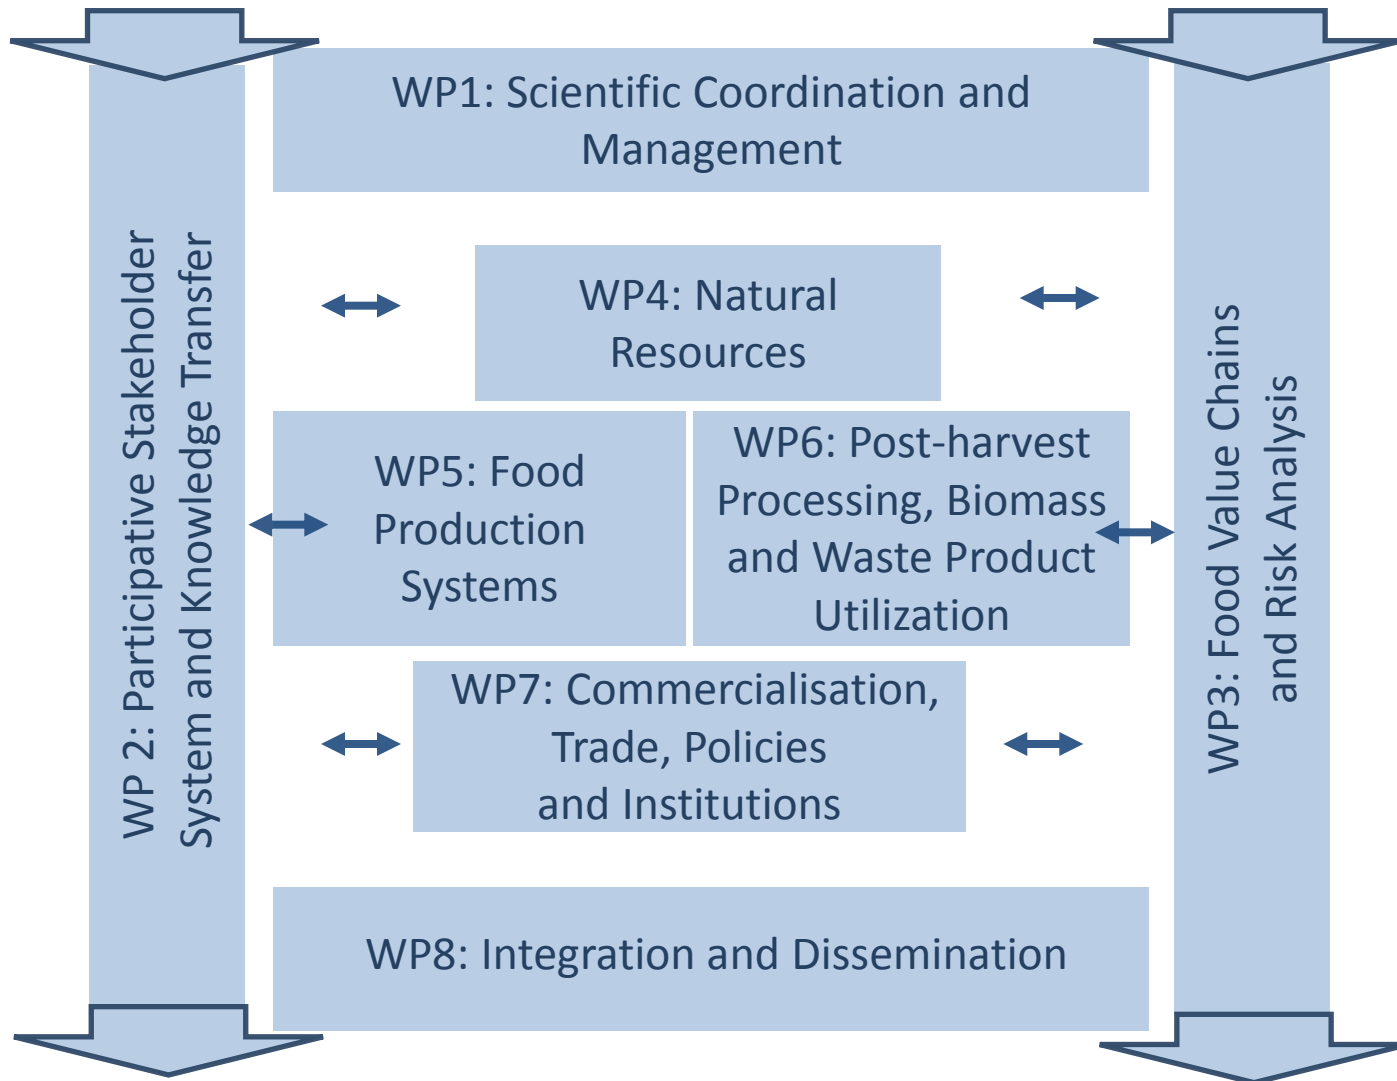 WP1: Scientific Coordination and
Management
WP 2: Participative Stakeholder
System and Knowledge Transfer
WP4: Natural
Resources
WP5: Food
Production
Systems
WP6: Post-harvest
Processing, Biomass
and Waste Product
Utilization
WP7: Commercialisation,
Trade, Policies
and Institutions
WP3: Food Value Chains
and Risk Analysis
WP8: Integration and Dissemination